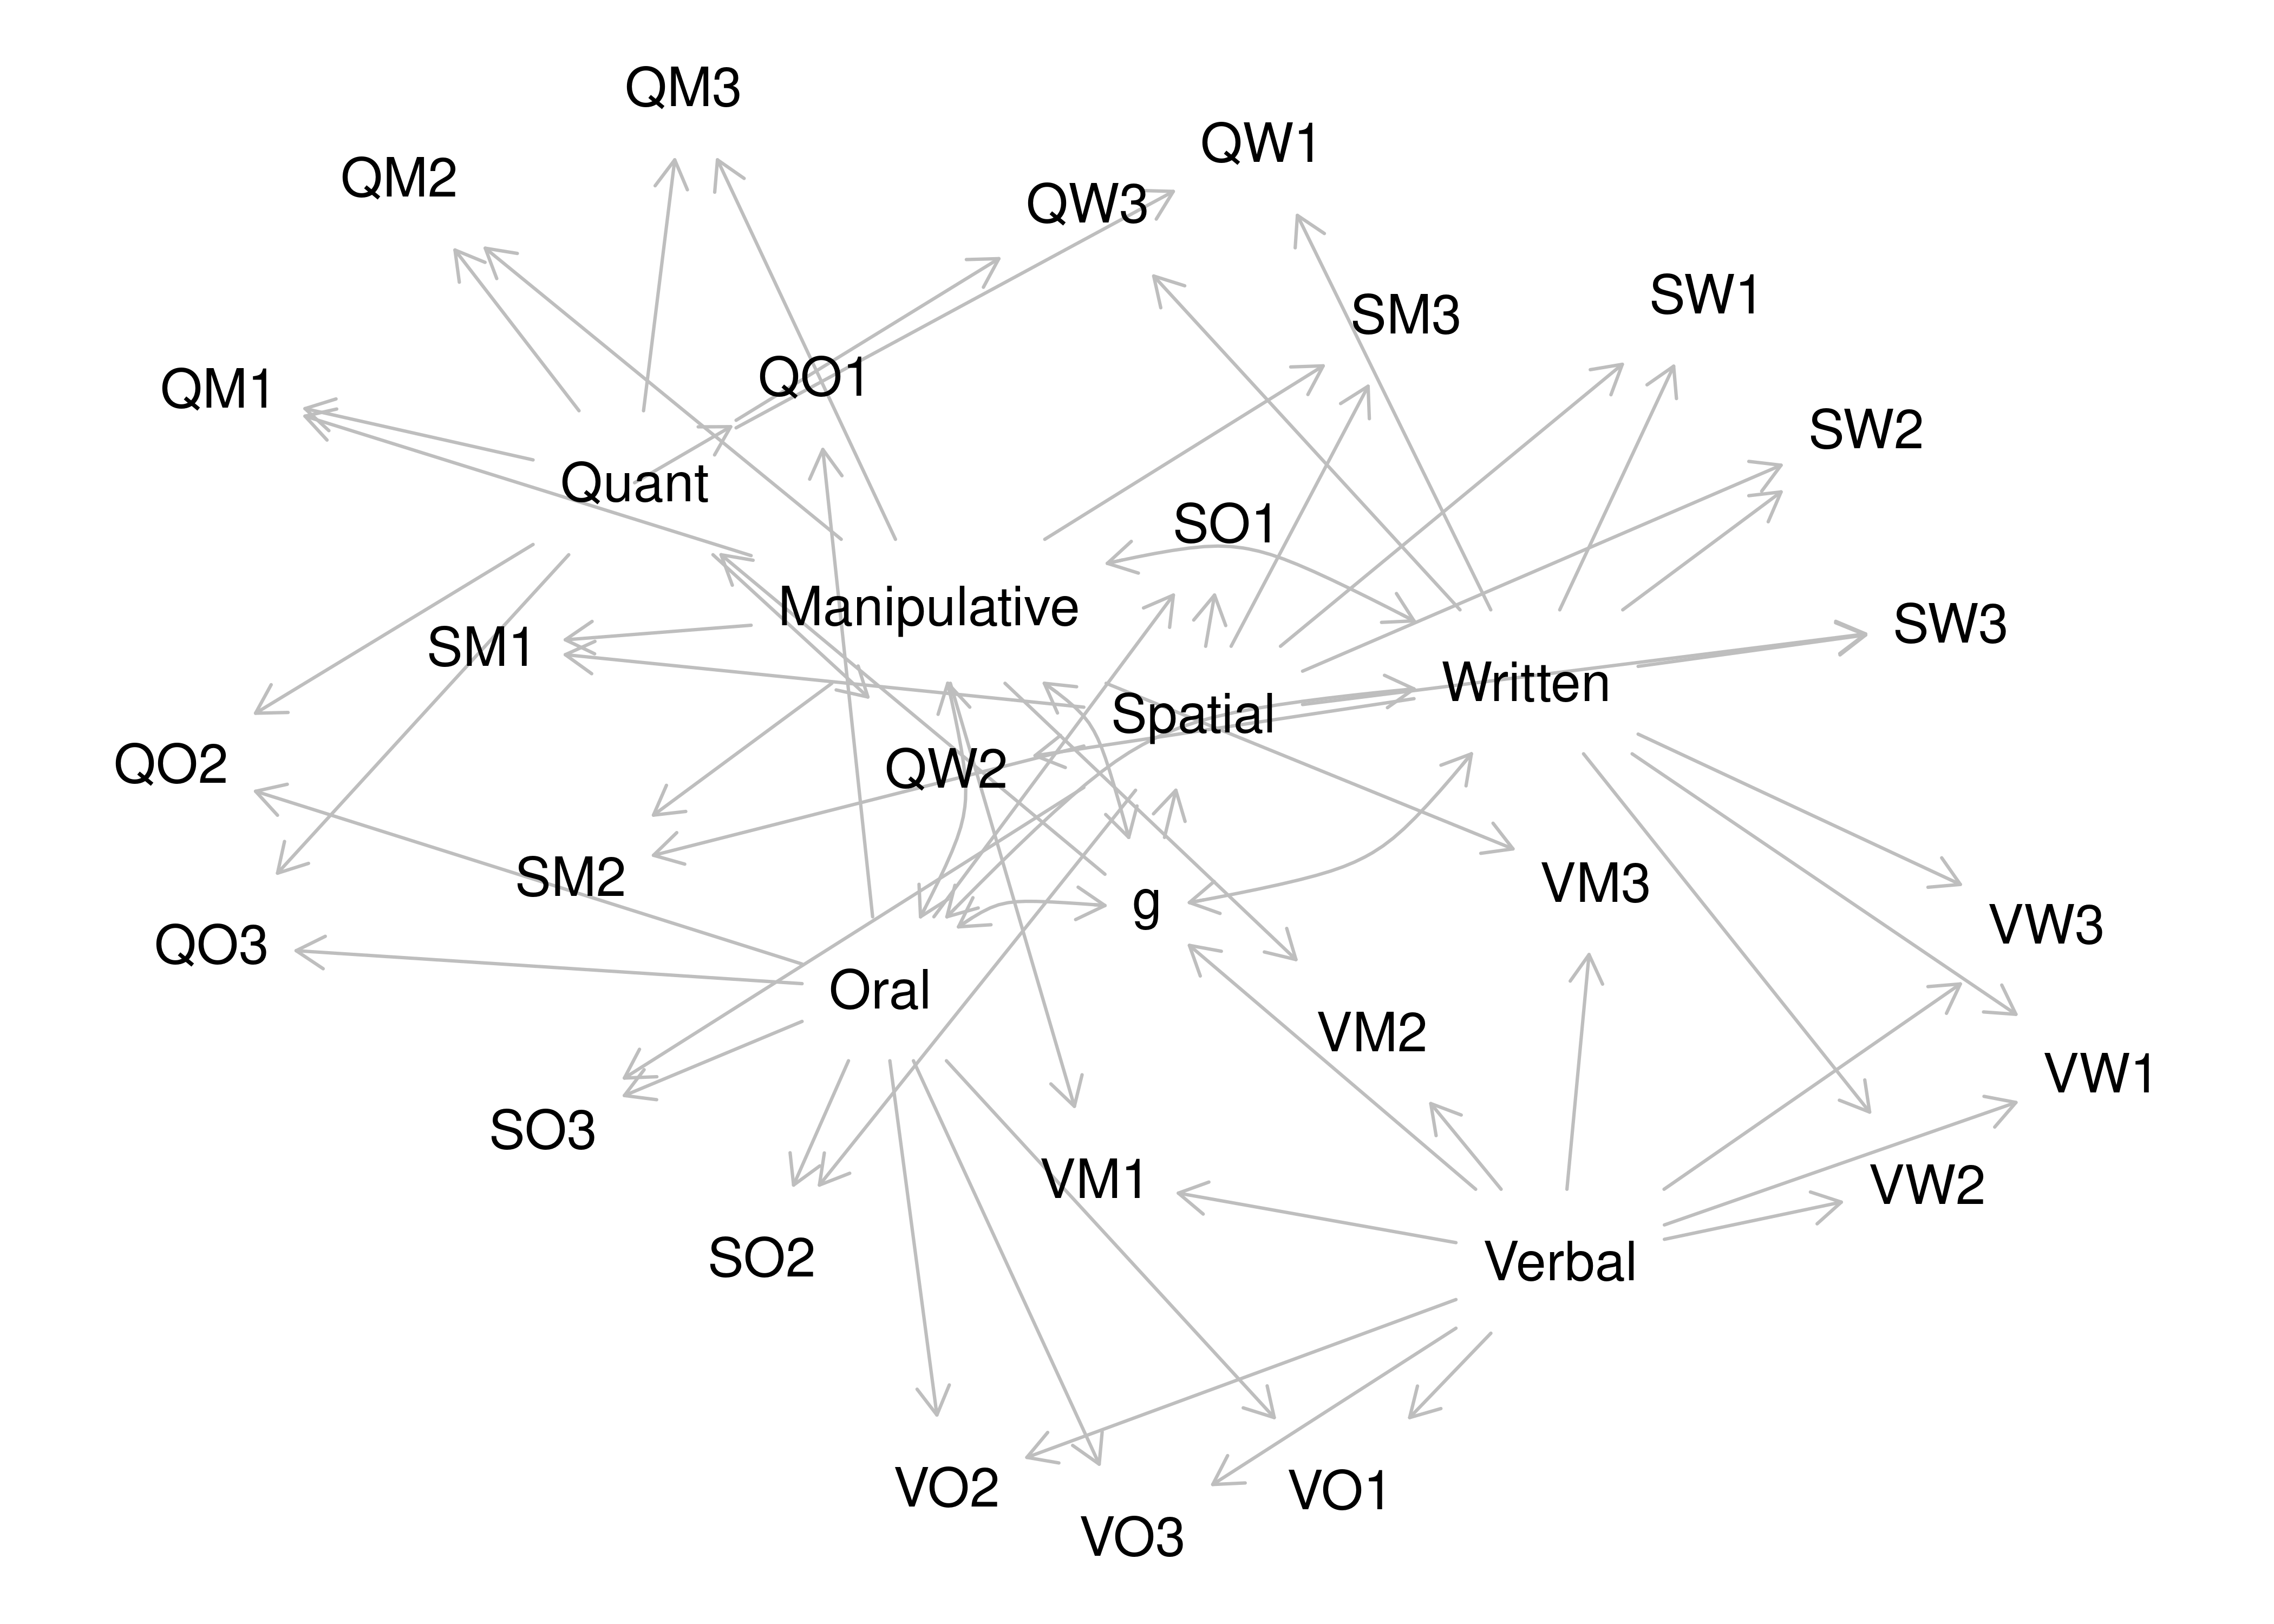 QM3
QW1
QM2
QW3
SW1
SM3
QO1
QM1
SW2
Quant
SO1
Manipulative
SW3
SM1
Written
Spatial
QO2
QW2
SM2
VM3
g
VW3
QO3
Oral
VM2
VW1
SO3
VM1
VW2
SO2
Verbal
VO2
VO1
VO3